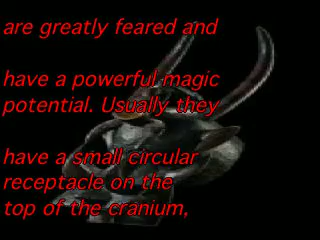 are greatly feared and
have a powerful magic
potential. Usually they
have a small circular
receptacle on the
top of the cranium,